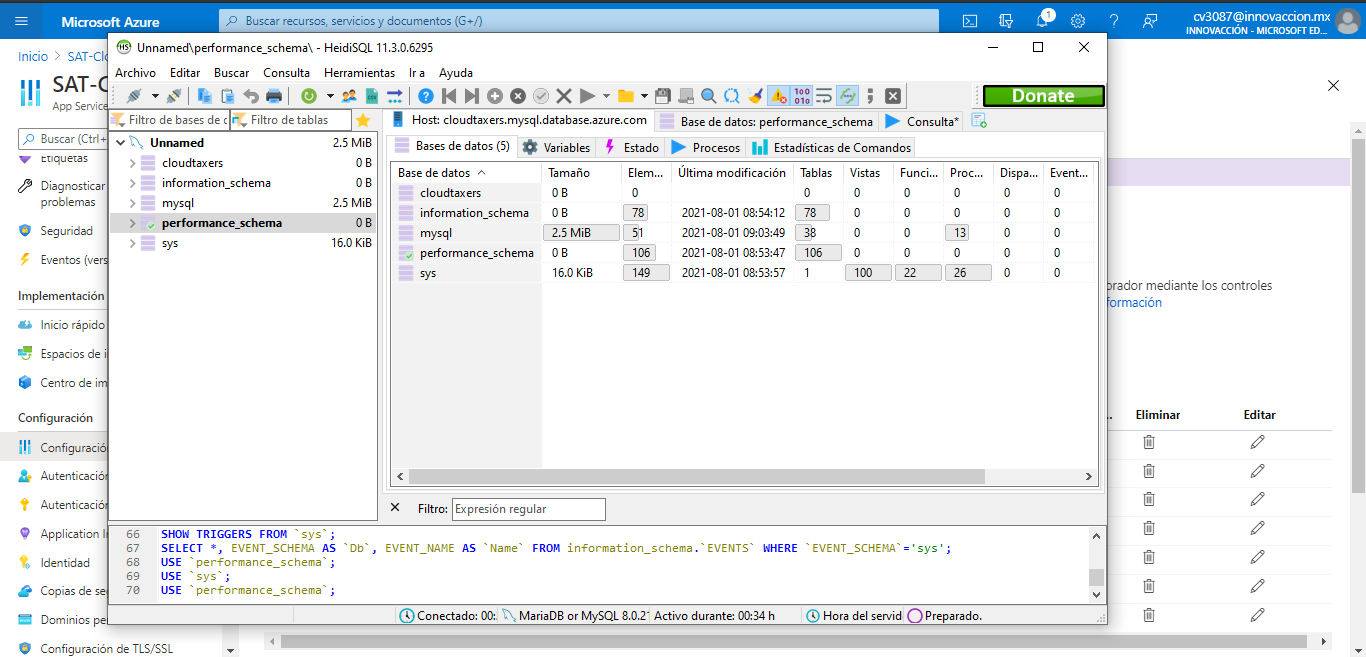 Microsoft Azure
Buscar recursos, servicios y documentos (G+/)
1
cv3087@innovaccion.mx
INNOVACCIÓN - MICROSOFT ED...
Inicio > SAT-Clo
SAT-C
App Service
Buscar (Ctrl+
Etiquetas
Diagnosticar
problemas
Seguridad
Eventos (vers
Implementación
Inicio rápido
Espacios de i
Centro de im
Configuración
Configuración
Autenticación
Autenticación
Application In
Identidad
Copias de seg
Dominios per
Configuración de TLS/SSL
Unnamed\performance_schema\ - HeidiSQL 11.3.0.6295
Archivo Editar Buscar Consulta Herramientas Ir a Ayuda
Donate
Filtro de bases de d
Filtro de tablas
Unnamed 2.5 MiB
cloudtaxers 0 B
information_schema 0 B
mysql 2.5 MiB
performance_schema 0 B
sys 16.0 KiB
Host: cloudtaxers.mysql.database.azure.com Base de datos: performance_schema Consulta*
Bases de datos (5) Variables Estado Procesos Estadísticas de Comandos
Base de datos Tamaño Elem... Última modificación Tablas Vistas Funci... Proc... Dispa... Event...
cloudtaxers 0 B 0 0 0 0 0 0 0
information_schema 0 B 78 2021-08-01 08:54:12 78 0 0 0 0 0
mysql 2.5 MiB 51 2021-08-01 09:03:49 38 0 0 13 0 0
performance_schema 0 B 106 2021-08-01 08:53:47 106 0 0 0 0 0
sys 16.0 KiB 149 2021-08-01 08:53:57 1 100 22 26 0 0
Filtro: Expresión regular
66 SHOW TRIGGERS FROM `sys`;
67 SELECT *, EVENT_SCHEMA AS `Db`, EVENT_NAME AS `Name` FROM information_schema.`EVENTS` WHERE `EVENT_SCHEMA`='sys';
68 USE `performance_schema`;
69 USE `sys`;
70 USE `performance_schema`;
Conectado: 00: MariaDB or MySQL 8.0.21 Activo durante: 00:34 h Hora del servid Preparado.
orador mediante los controles
formación
... Eliminar Editar